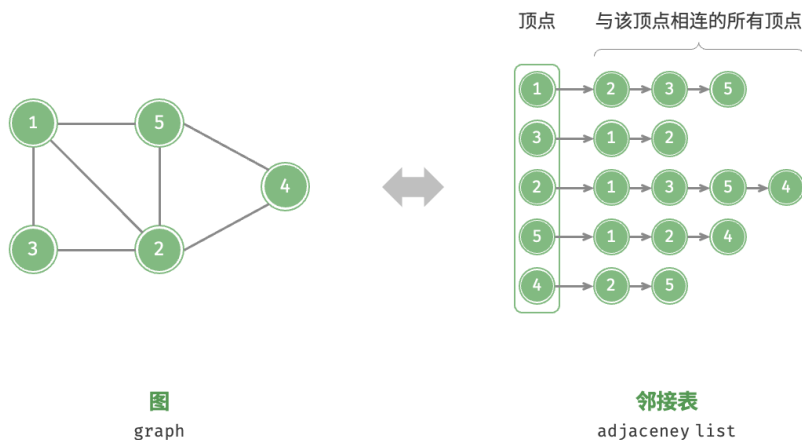 顶点 与该顶点相连的所有顶点
1 5 4 3 2
1 2 3 5
3 1 2
2 1 3 5 4
5 1 2 4
4 2 5
图
graph
邻接表
adjaceney list